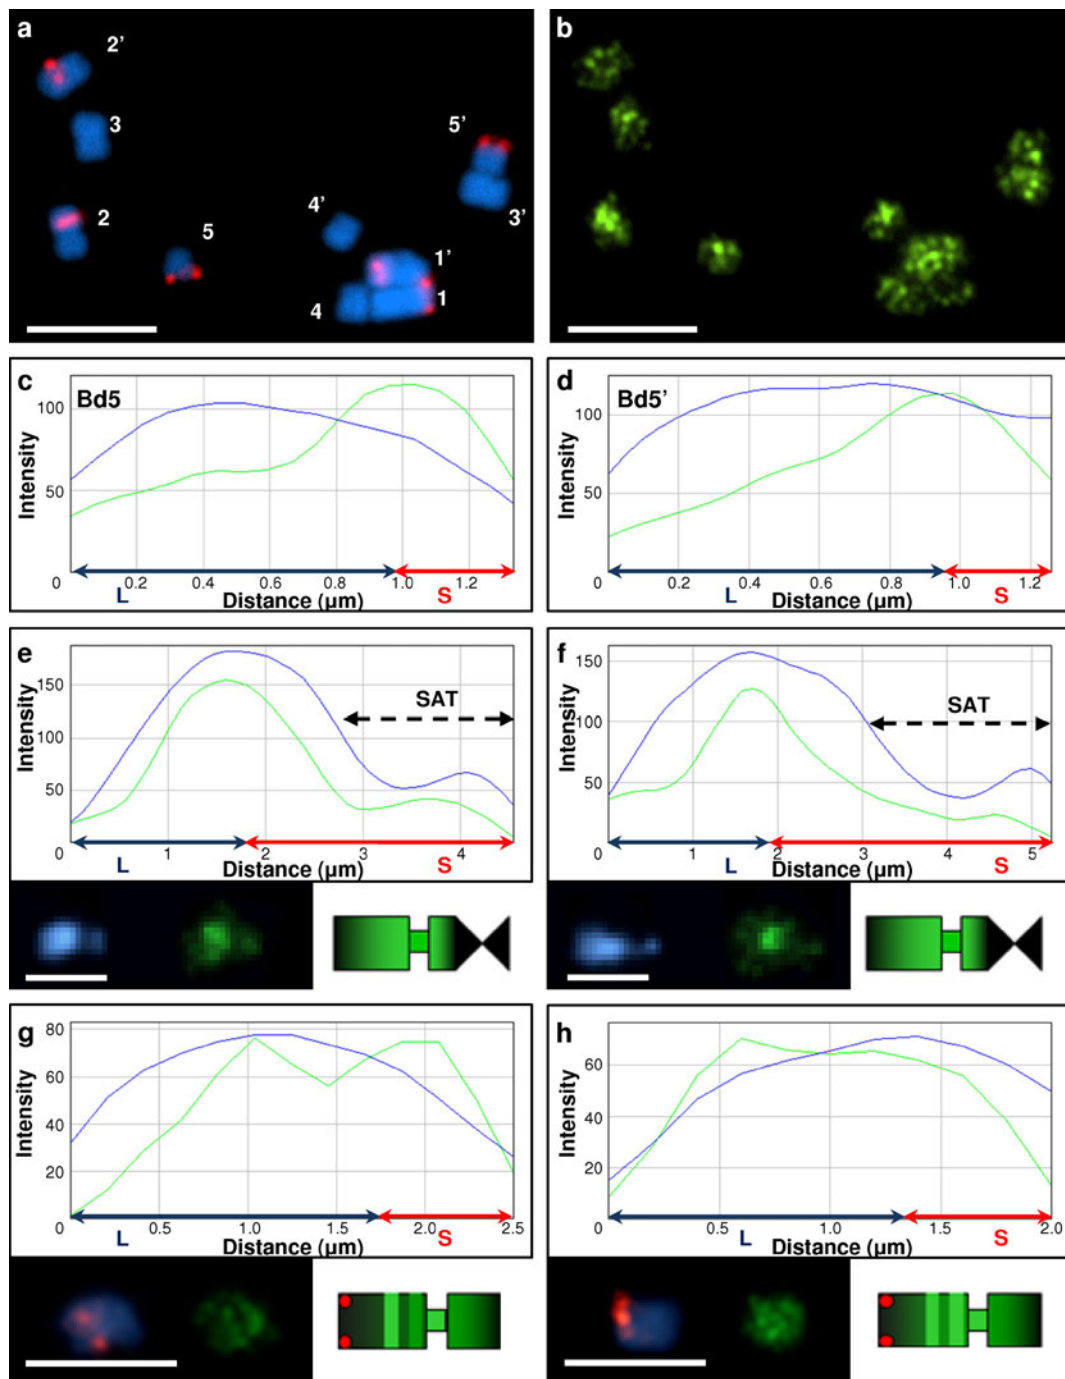 a
2'
3
2
5
4'
5'
3'
1'
1
4
b
c
Bd5
Intensity
100
50
0
0.2
0.4
0.6
0.8
1.0
1.2
L
Distance (µm)
S
d
Bd5'
Intensity
100
50
0
0.2
0.4
0.6
0.8
1.0
1.2
L
Distance (µm)
S
e
Intensity
150
100
50
0
SAT
0
1
2
3
4
L
Distance (µm)
S
f
Intensity
150
100
50
0
SAT
1
2
3
4
5
L
Distance (µm)
S
g
Intensity
80
60
40
20
0
0.5
1.0
1.5
2.0
2.5
L
Distance (µm)
S
h
Intensity
60
40
20
0
0.5
1.0
1.5
2.0
L
Distance (µm)
S